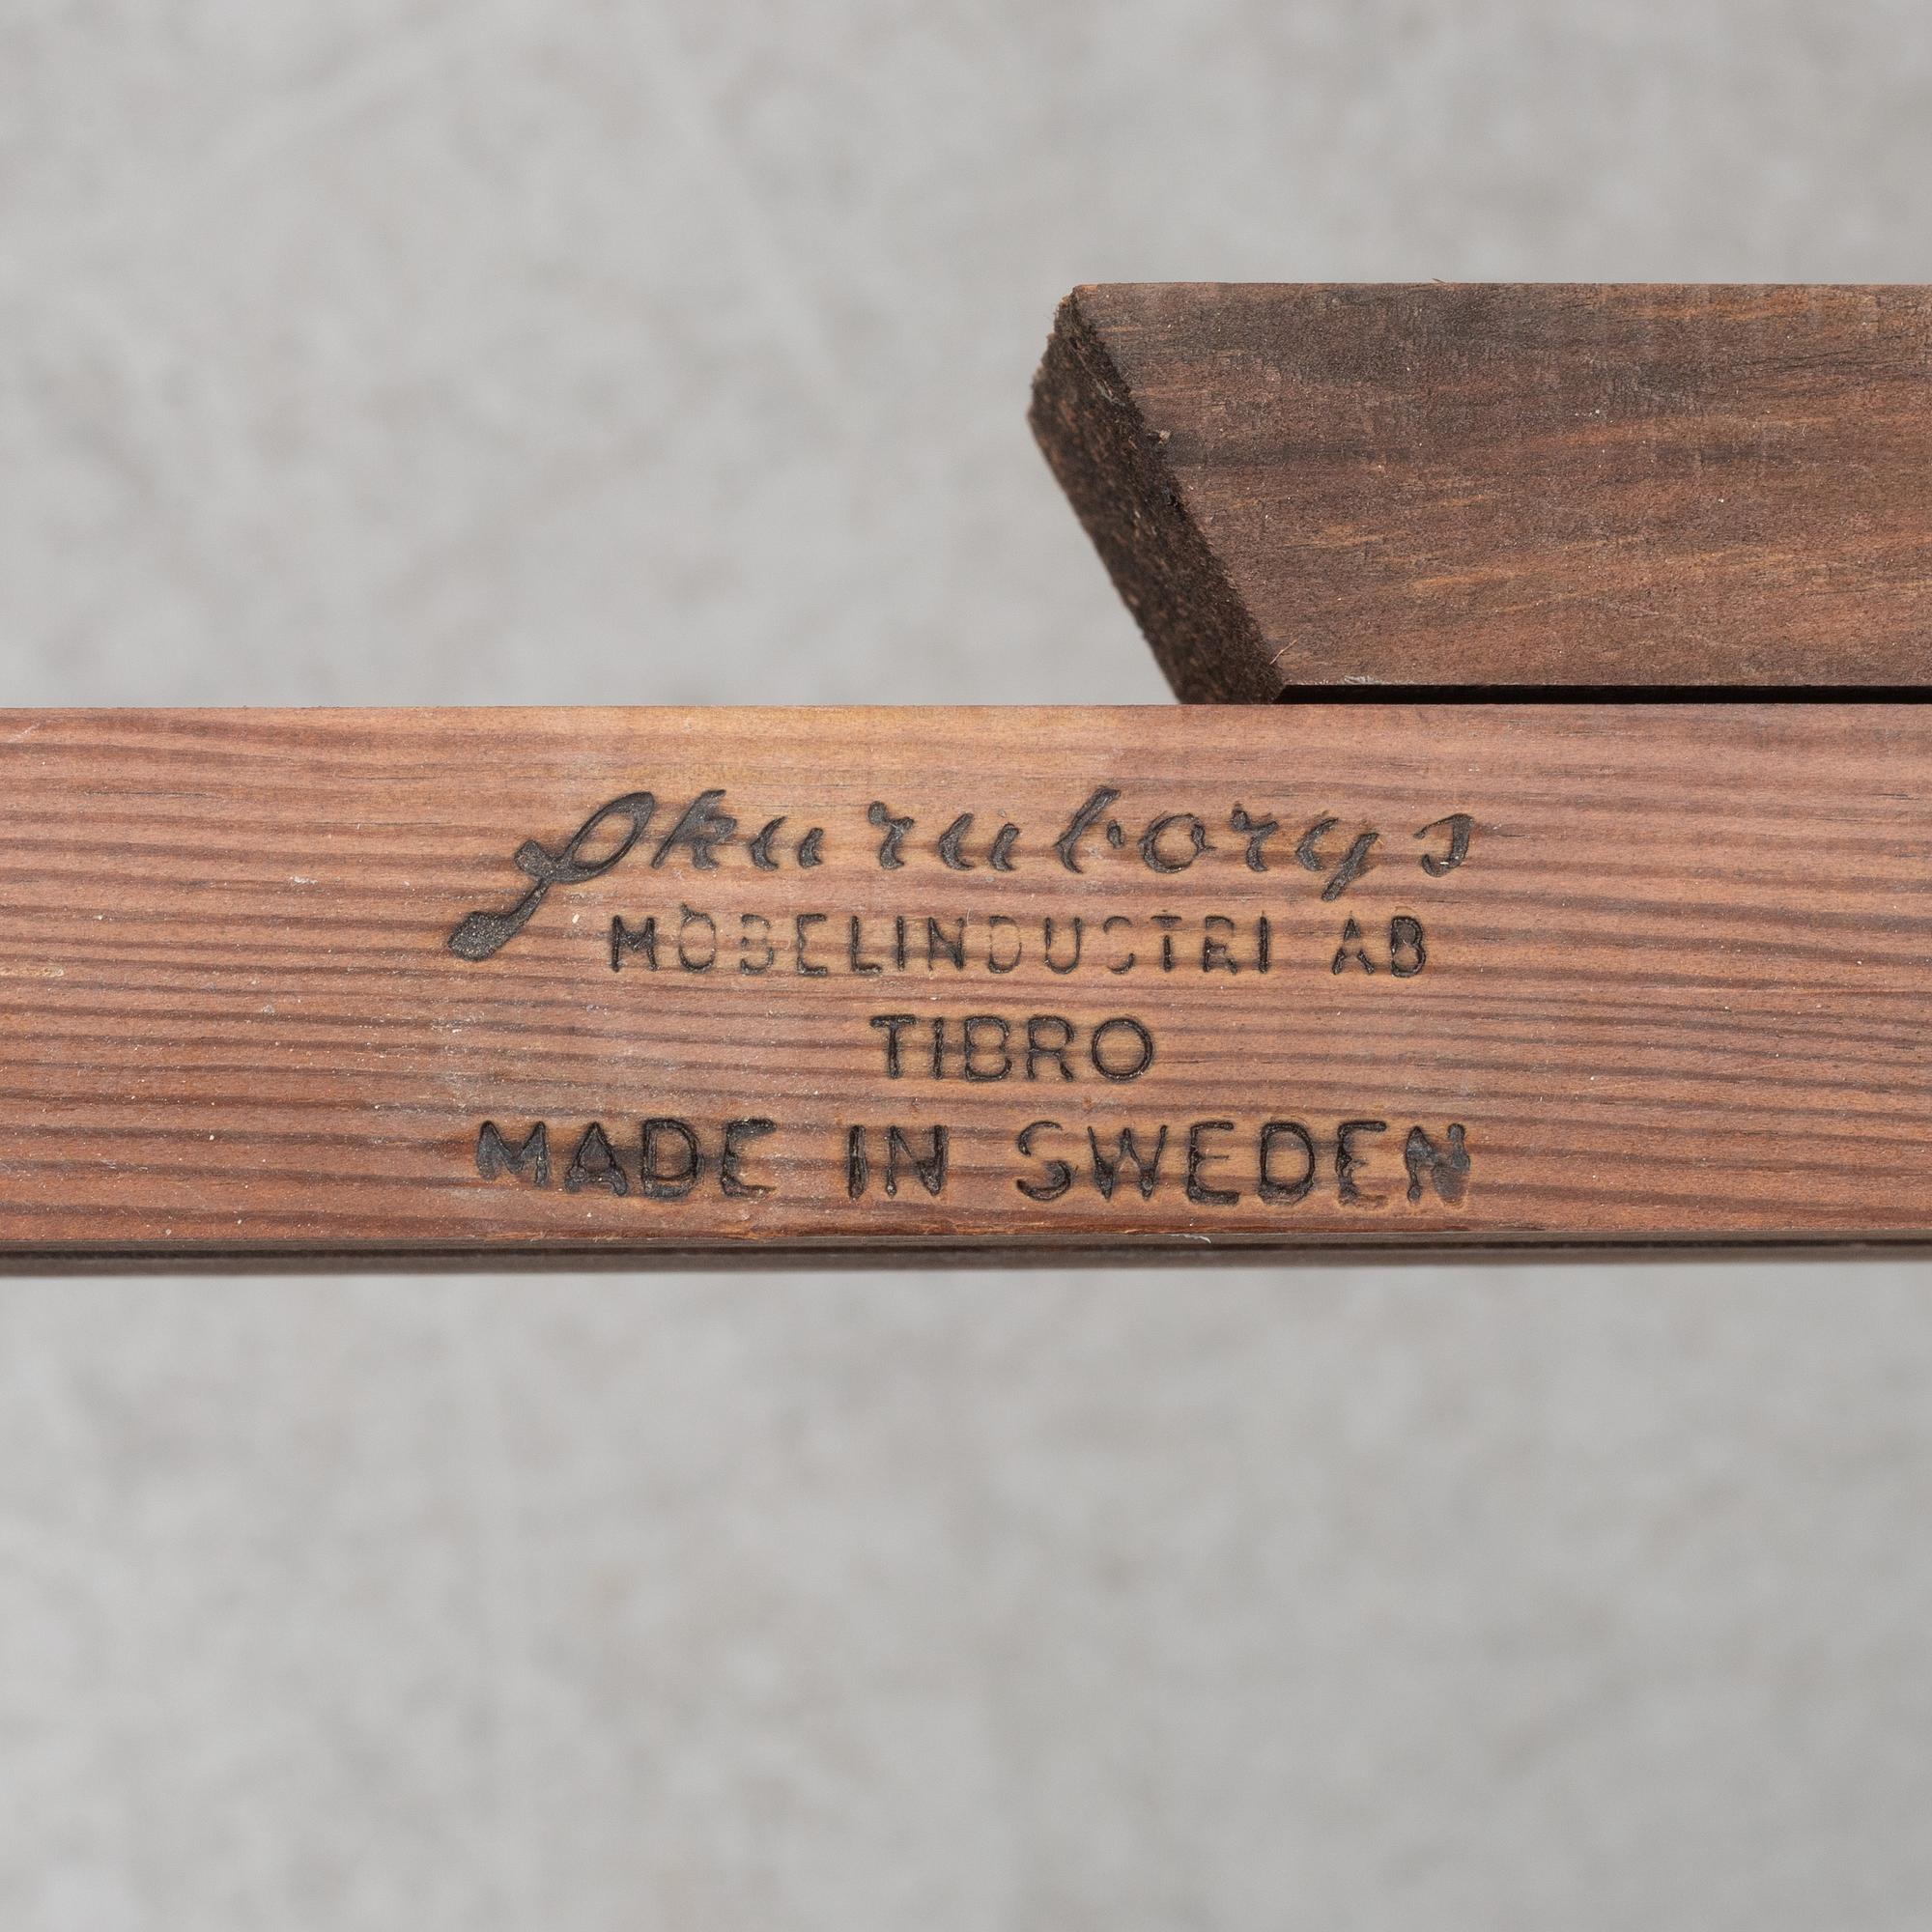 Skaraborgs
MÖBELINDUSTRI AB
TIBRO
MADE IN SWEDEN